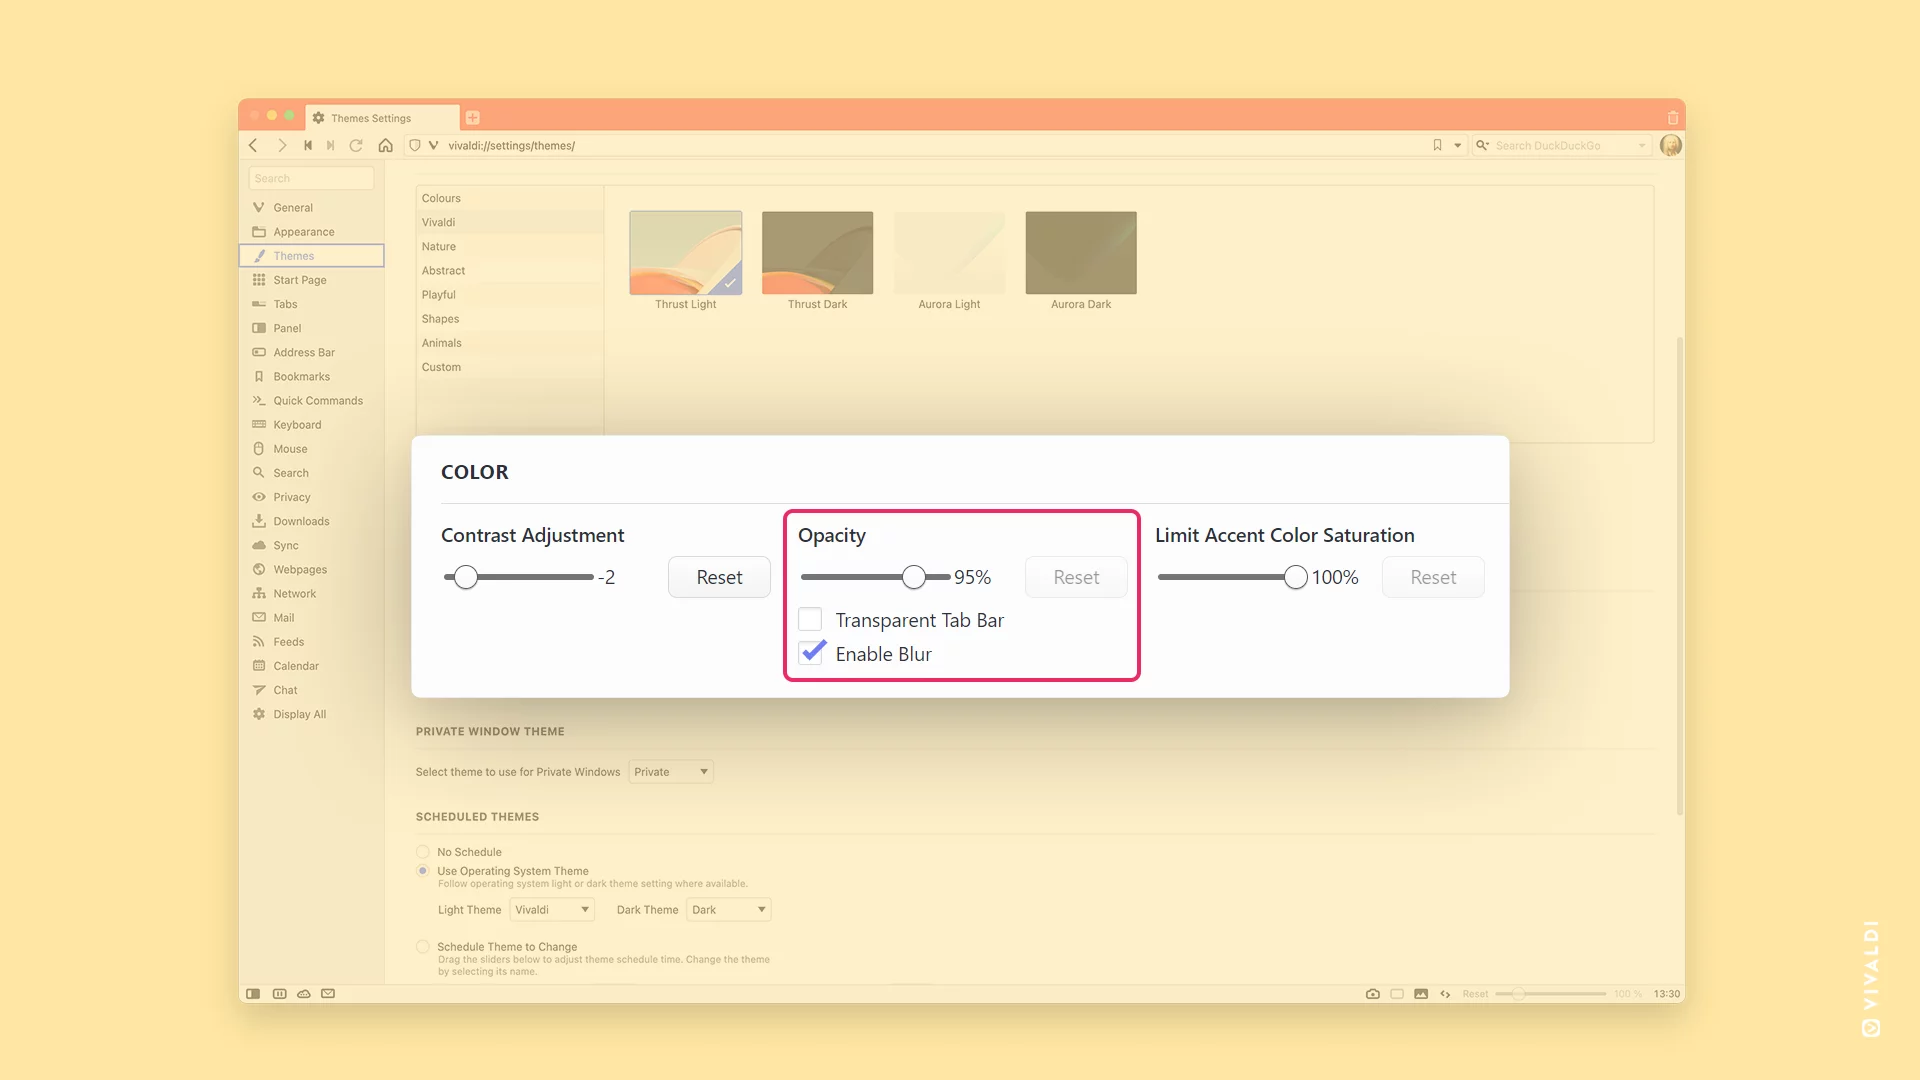 Themes Settings
vivaldi://settings/themes/
Search DuckDuckGo
Search
General
Appearance
Themes
Start Page
Tabs
Panel
Address Bar
Bookmarks
Quick Commands
Keyboard
Mouse
Search
Privacy
Downloads
Sync
Webpages
Network
Mail
Feeds
Calendar
Chat
Display All
Colours
Vivaldi
Nature
Abstract
Playful
Shapes
Animals
Custom
Thrust Light
Thrust Dark
Aurora Light
Aurora Dark
COLOR
Contrast Adjustment
-2
Reset
Opacity
95%
Reset
Transparent Tab Bar
Enable Blur
Limit Accent Color Saturation
100%
Reset
PRIVATE WINDOW THEME
Select theme to use for Private Windows
Private
SCHEDULED THEMES
No Schedule
Use Operating System Theme
Follow operating system light or dark theme setting where available.
Light Theme
Vivaldi
Dark Theme
Dark
Schedule Theme to Change
Drag the sliders below to adjust theme schedule time. Change the theme
by selecting its name.
Reset
100 %
13:30
VIVALDI